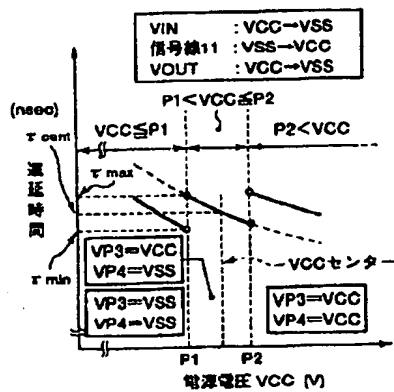 VIN : VCC→VSS
信号線11 : VSS→VCC
VOUT : VCC→VSS
P1<VCC≦P2
(nsec)
VCC≦P1
P2<VCC
τ cent
τ max
遅延時間
τ min
VP3=VCC
VP4=VSS
VCCセンター
VP3=VSS
VP4=VSS
VP3=VCC
VP4=VCC
P1
P2
電源電圧 VCC (V)